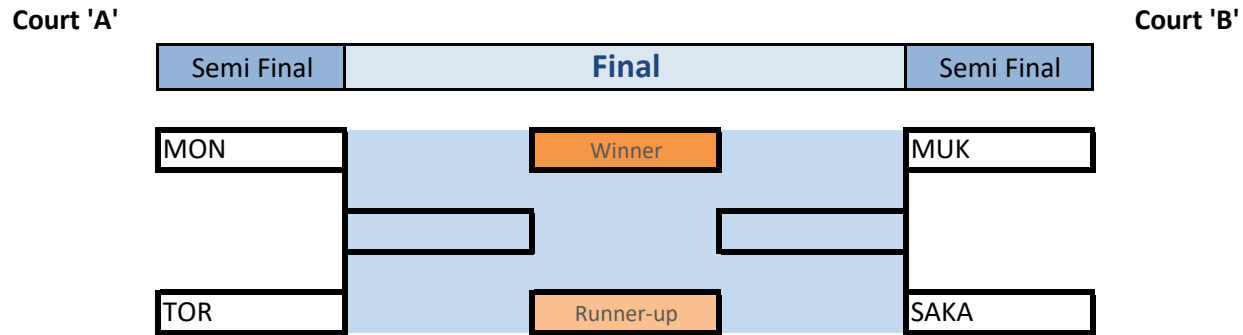 Court 'A' Court 'B'
Semi Final Final Semi Final
MON Winner MUK
TOR Runner-up SAKA